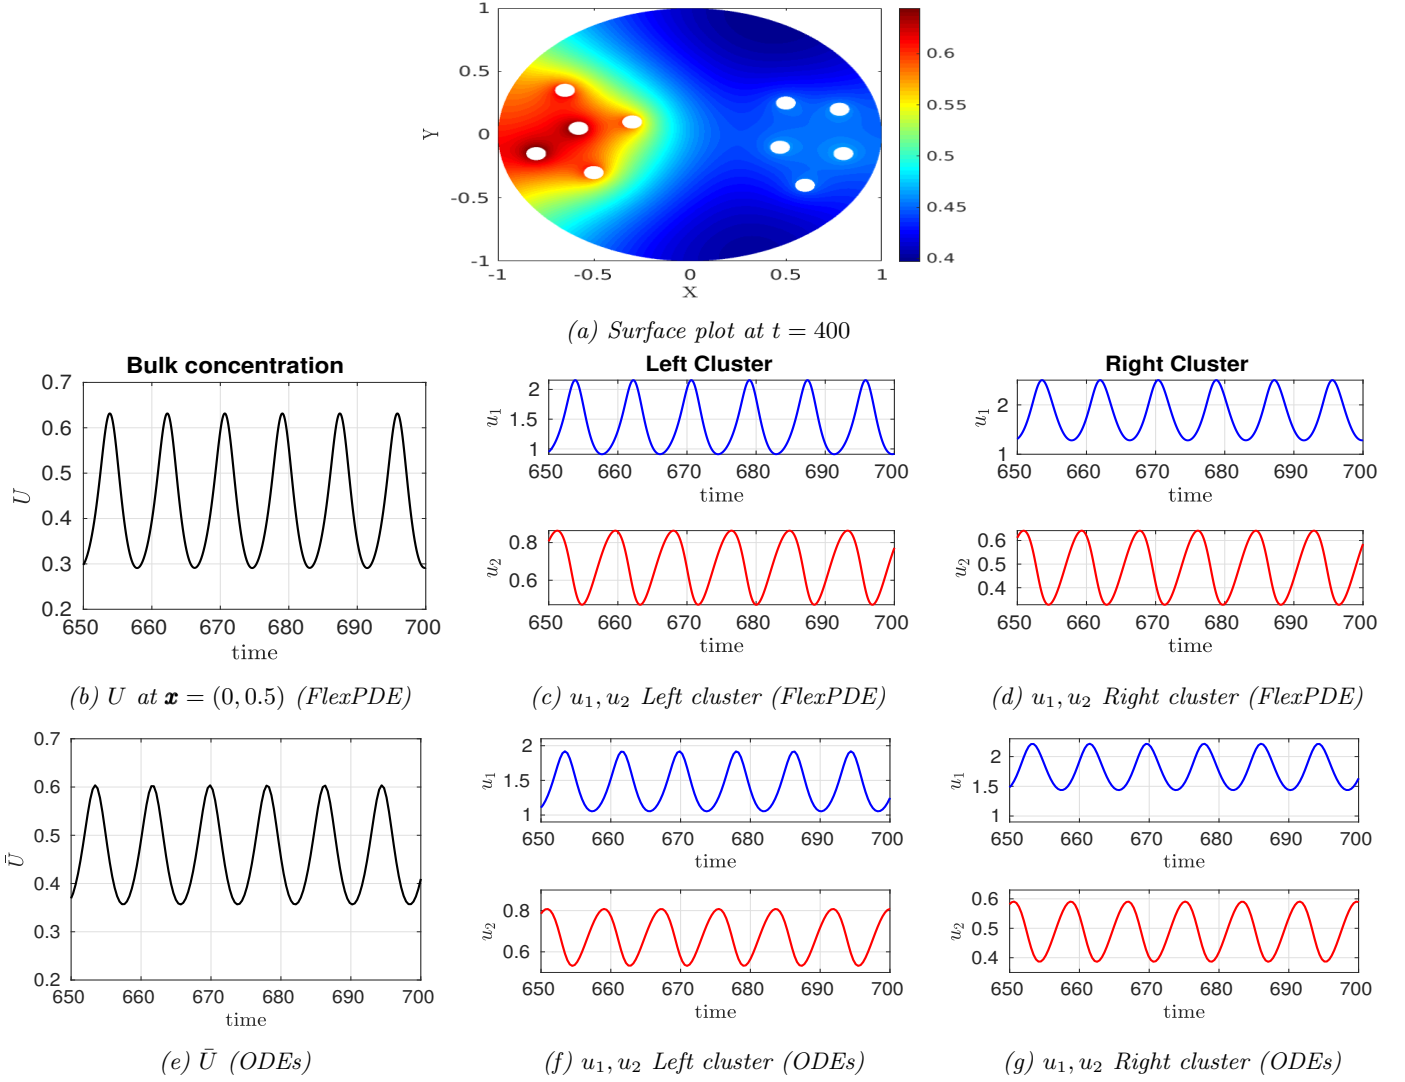 1
0.5
0
-0.5
-1
Y
-1 -0.5 0 0.5 1
X
0.6
0.55
0.5
0.45
0.4
(a) Surface plot at t = 400
Bulk concentration
0.7
0.6
0.5
0.4
0.3
0.2
U
650 660 670 680 690 700
time
(b) U at x = (0, 0.5) (FlexPDE)
Left Cluster
2
1.5
1
u₁
650 660 670 680 690 700
time
0.8
0.6
u₂
650 660 670 680 690 700
time
(c) u₁, u₂ Left cluster (FlexPDE)
Right Cluster
2
1
u₁
650 660 670 680 690 700
time
0.6
0.5
0.4
u₂
650 660 670 680 690 700
time
(d) u₁, u₂ Right cluster (FlexPDE)
0.7
0.6
0.5
0.4
0.3
0.2
Ū
650 660 670 680 690 700
time
(e) Ū (ODEs)
2
1.5
1
u₁
650 660 670 680 690 700
time
0.8
0.6
u₂
650 660 670 680 690 700
time
(f) u₁, u₂ Left cluster (ODEs)
2
1.5
1
u₁
650 660 670 680 690 700
time
0.6
0.5
0.4
u₂
650 660 670 680 690 700
time
(g) u₁, u₂ Right cluster (ODEs)